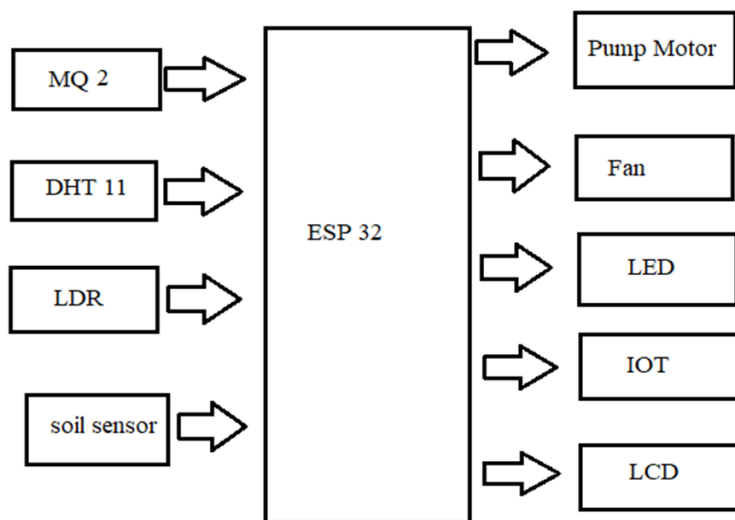 MQ 2
DHT 11
LDR
soil sensor
ESP 32
Pump Motor
Fan
LED
IOT
LCD